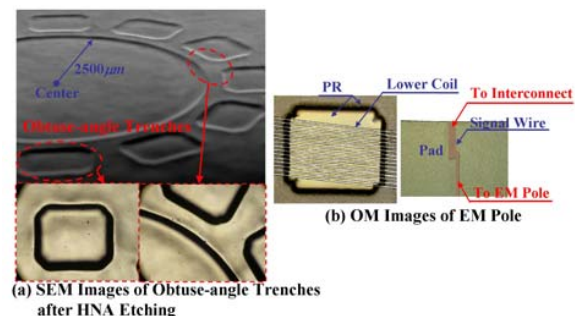 2500μm
Center
Obtuse-angle Trenches
(a) SEM Images of Obtuse-angle Trenches
after HNA Etching
PR
Lower Coil
To Interconnect
Signal Wire
Pad
To EM Pole
(b) OM Images of EM Pole